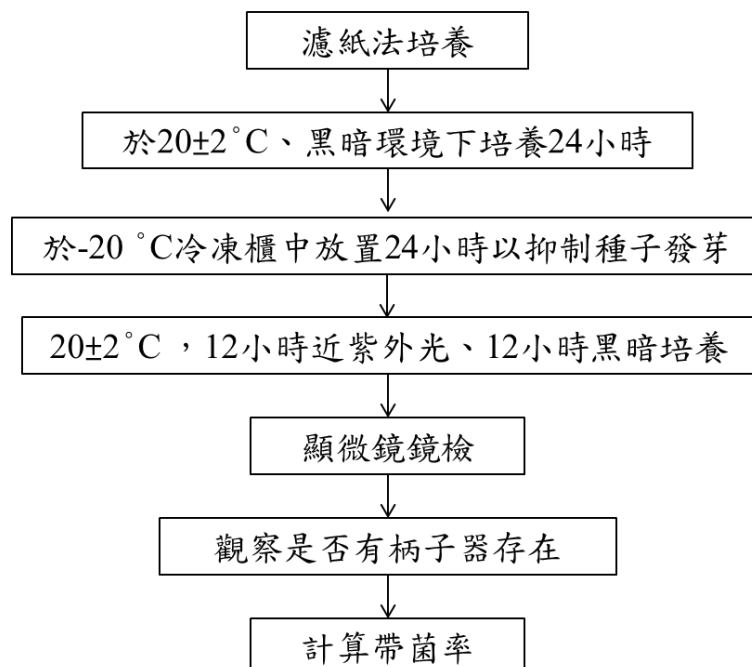 濾紙法培養
於20±2˚C、黑暗環境下培養24小時
於-20 ˚C冷凍櫃中放置24小時以抑制種子發芽
20±2˚C ，12小時近紫外光、12小時黑暗培養
顯微鏡鏡檢
觀察是否有柄子器存在
計算帶菌率